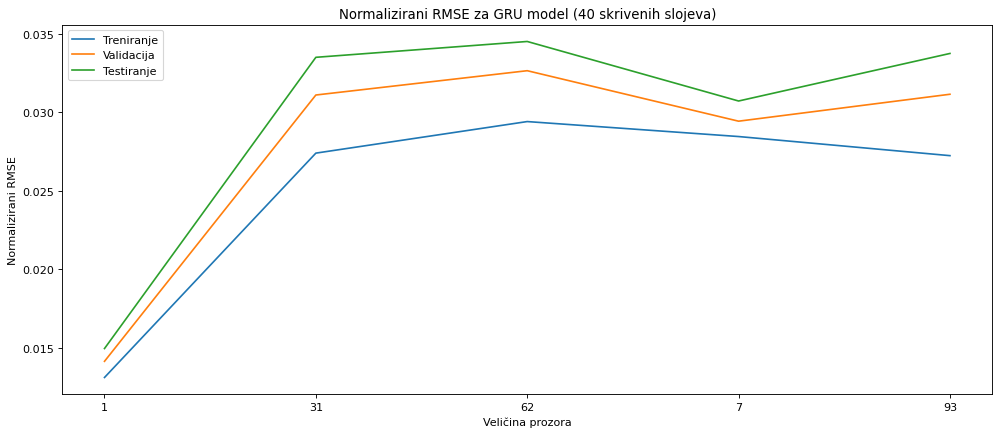 Normalizirani RMSE za GRU model (40 skrivenih slojeva)
Treniranje
Validacija
Testiranje
Normalizirani RMSE
0.035
0.030
0.025
0.020
0.015
1 31 62 7 93
Veličina prozora